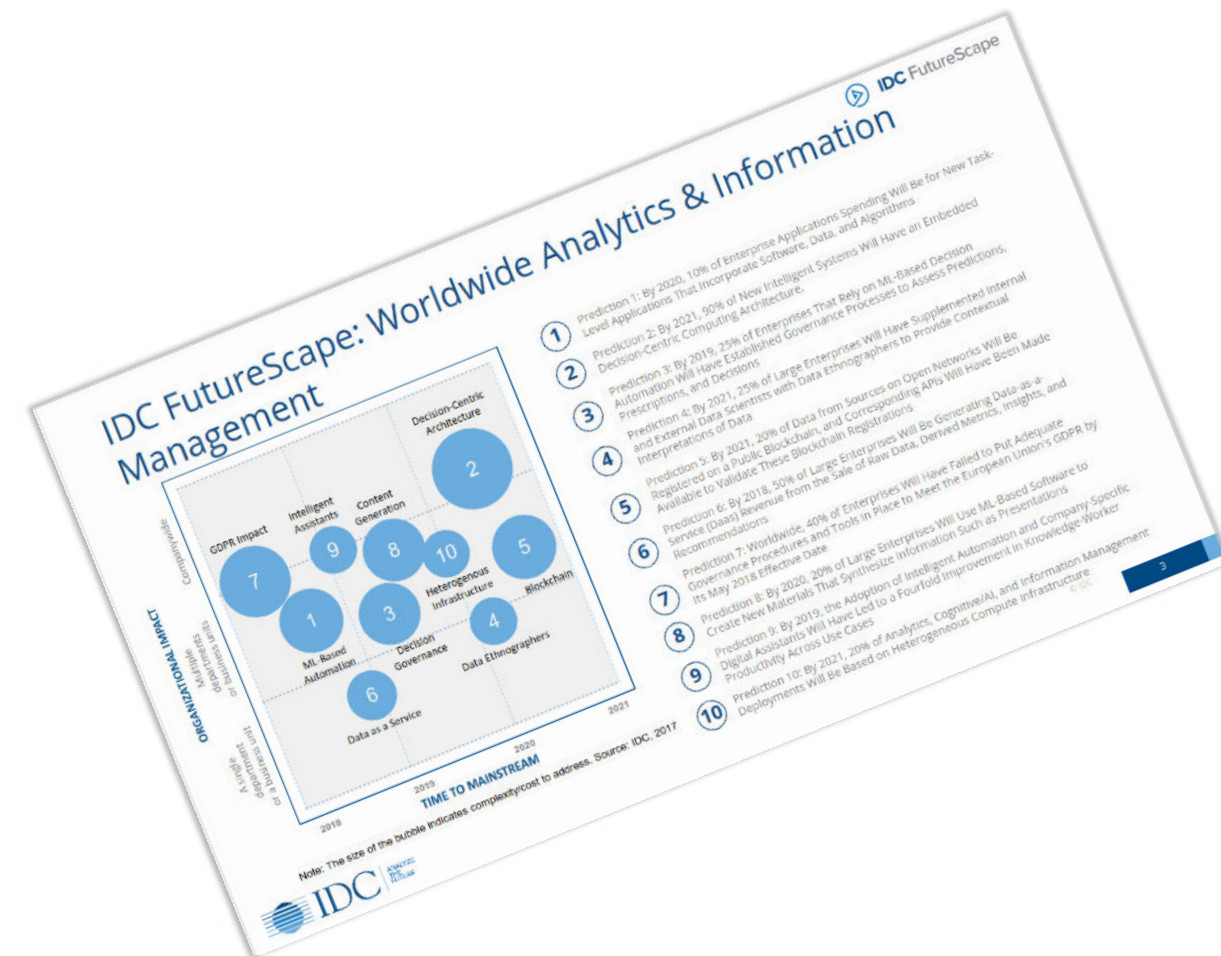 IDC FutureScape
IDC FutureScape: Worldwide Analytics & Information
Management
ORGANIZATIONAL IMPACT
Companywide
Multiple
departments
or business units
A single
department
or a business unit
GDPR Impact
7
Intelligent
Assistants
9
Content
Generation
8
Decision-Centric
Architecture
2
10
Heterogenous
Infrastructure
5
Blockchain
1
ML-Based
Automation
3
Decision
Governance
4
Data Ethnographers
6
Data as a Service
2018
2019
2020
2021
TIME TO MAINSTREAM
Note: The size of the bubble indicates complexity/cost to address. Source: IDC, 2017
IDC
ANALYZE
THE
FUTURE
1
Prediction 1: By 2020, 10% of Enterprise Applications Spending Will Be for New Task-
Level Applications That Incorporate Software, Data, and Algorithms
2
Prediction 2: By 2021, 90% of New Intelligent Systems Will Have an Embedded
Decision-Centric Computing Architecture.
3
Prediction 3: By 2019, 25% of Enterprises That Rely on ML-Based Decision
Automation Will Have Established Governance Processes to Assess Predictions,
Prescriptions, and Decisions
4
Prediction 4: By 2021, 25% of Large Enterprises Will Have Supplemented Internal
and External Data Scientists with Data Ethnographers to Provide Contextual
Interpretations of Data
5
Prediction 5: By 2021, 20% of Data from Sources on Open Networks Will Be
Registered on a Public Blockchain, and Corresponding APIs Will Have Been Made
Available to Validate These Blockchain Registrations
6
Prediction 6: By 2018, 50% of Large Enterprises Will Be Generating Data-as-a-
Service (DaaS) Revenue from the Sale of Raw Data, Derived Metrics, Insights, and
Recommendations
7
Prediction 7: Worldwide, 40% of Enterprises Will Have Failed to Put Adequate
Governance Procedures and Tools in Place to Meet the European Union's GDPR by
Its May 2018 Effective Date
8
Prediction 8: By 2020, 20% of Large Enterprises Will Use ML-Based Software to
Create New Materials That Synthesize Information Such as Presentations
9
Prediction 9: By 2019, the Adoption of Intelligent Automation and Company-Specific
Digital Assistants Will Have Led to a Fourfold Improvement in Knowledge Worker
Productivity Across Use Cases
10
Prediction 10: By 2021, 20% of Analytics, Cognitive/AI, and Information Management
Deployments Will Be Based on Heterogeneous Compute Infrastructure
© IDC
3